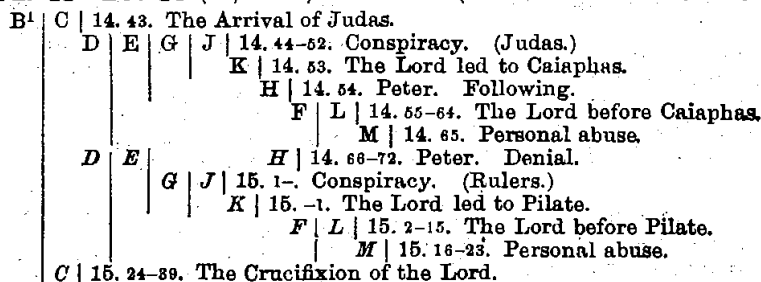 B¹ | C | 14. 43. The Arrival of Judas.
D | E | G | J | 14. 44-52. Conspiracy. (Judas.)
K | 14. 53. The Lord led to Caiaphas.
H | 14. 54. Peter. Following.
F | L | 14. 55-64. The Lord before Caiaphas.
M | 14. 65. Personal abuse.
D | E | H | 14. 66-72. Peter. Denial.
G | J | 15. 1-. Conspiracy. (Rulers.)
K | 15. -1. The Lord led to Pilate.
F | L | 15. 2-15. The Lord before Pilate.
M | 15. 16-23. Personal abuse.
C | 15. 24-39. The Crucifixion of the Lord.